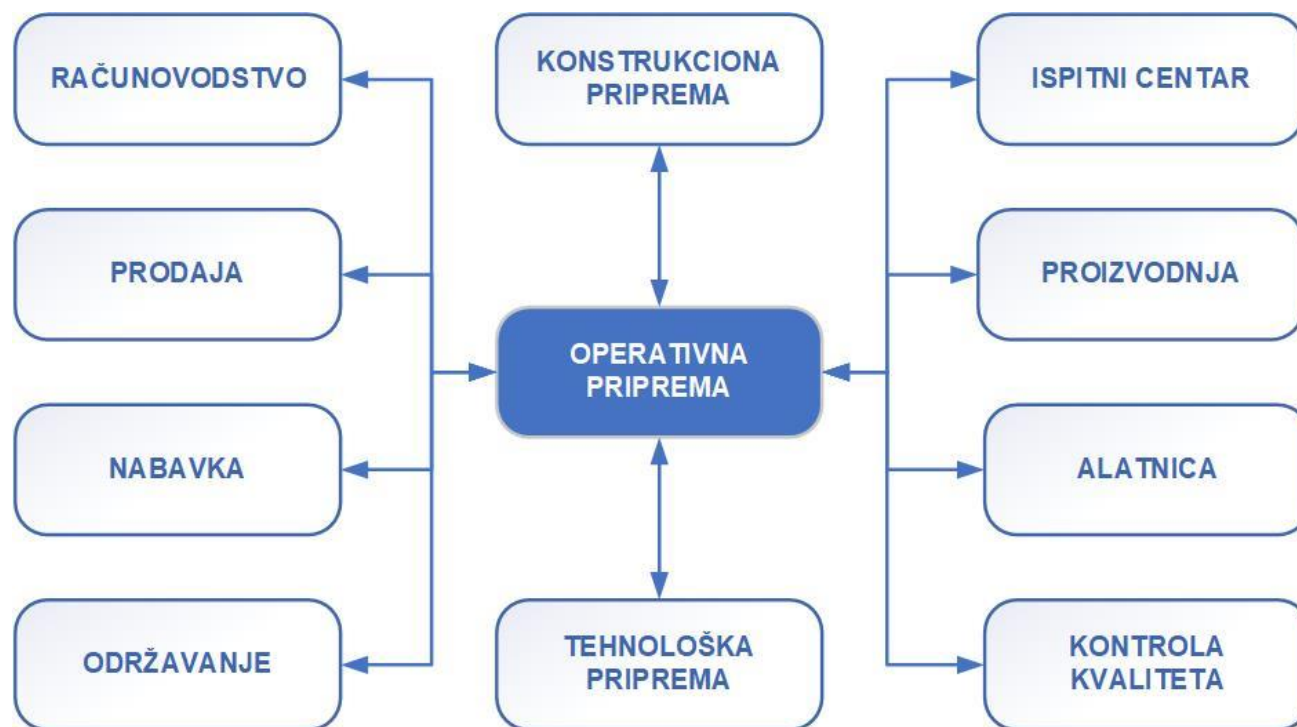 RAČUNOVODSTVO
KONSTRUKCIONA
PRIPREMA
ISPITNI CENTAR
PRODAJA
PROIZVODNJA
OPERATIVNA
PRIPREMA
NABAVKA
ALATNICA
ODRŽAVANJE
TEHNOLOŠKA
PRIPREMA
KONTROLA
KVALITETA